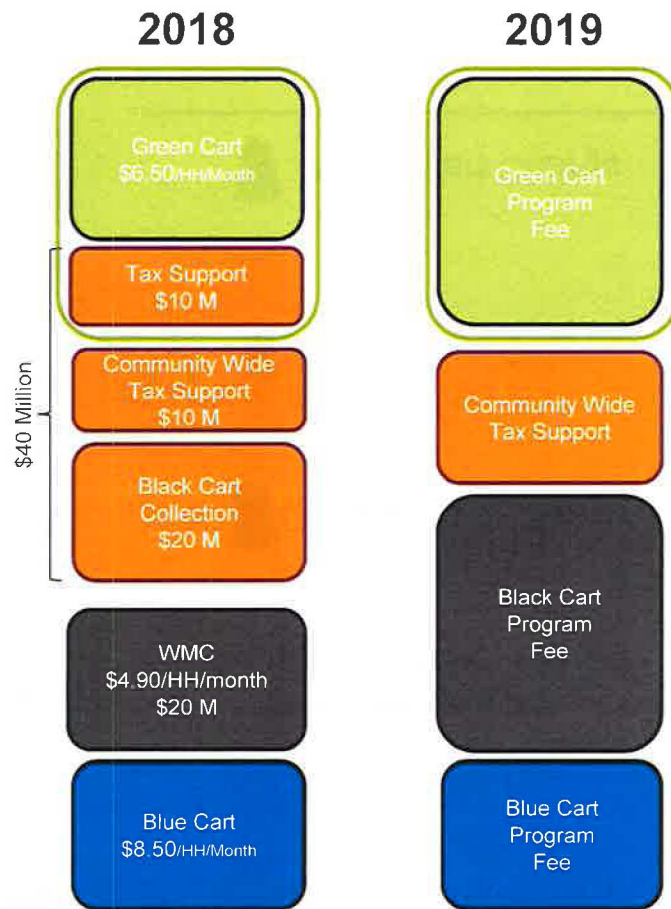 2018
Green Cart
$6.50/HH/Month
Tax Support
$10 M
Community Wide
Tax Support
$10 M
Black Cart
Collection
$20 M
$40 Million
WMC
$4.90/HH/month
$20 M
Blue Cart
$8.50/HH/Month
2019
Green Cart
Program
Fee
Community Wide
Tax Support
Black Cart
Program
Fee
Blue Cart
Program
Fee